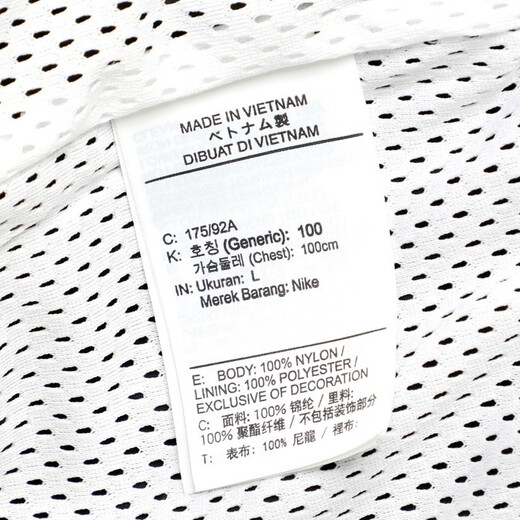 MADE IN VIETNAM
ベトナム製
DIBUAT DI VIETNAM
C: 175/92A
K: 호칭 (Generic): 100
가슴둘레 (Chest): 100cm
IN: Ukuran: L
Merek Barang: Nike
E: BODY: 100% NYLON /
LINING: 100% POLYESTER /
EXCLUSIVE OF DECORATION
C: 面料: 100% 锦纶 / 里料:
100% 聚酯纤维 / 不包括装饰部分
T: 表布: 100% 尼龍 / 裡布: